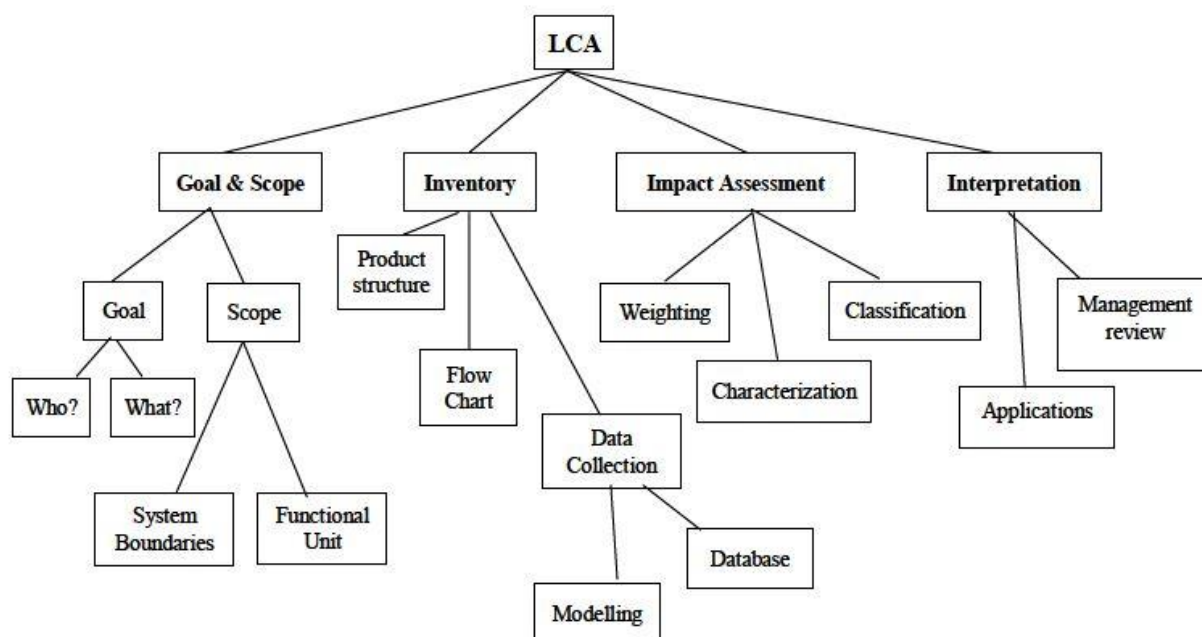 LCA
Goal & Scope
Inventory
Impact Assessment
Interpretation
Product
structure
Goal
Scope
Weighting
Classification
Management
review
Who?
What?
Flow
Chart
Characterization
Applications
Data
Collection
System
Boundaries
Functional
Unit
Database
Modelling